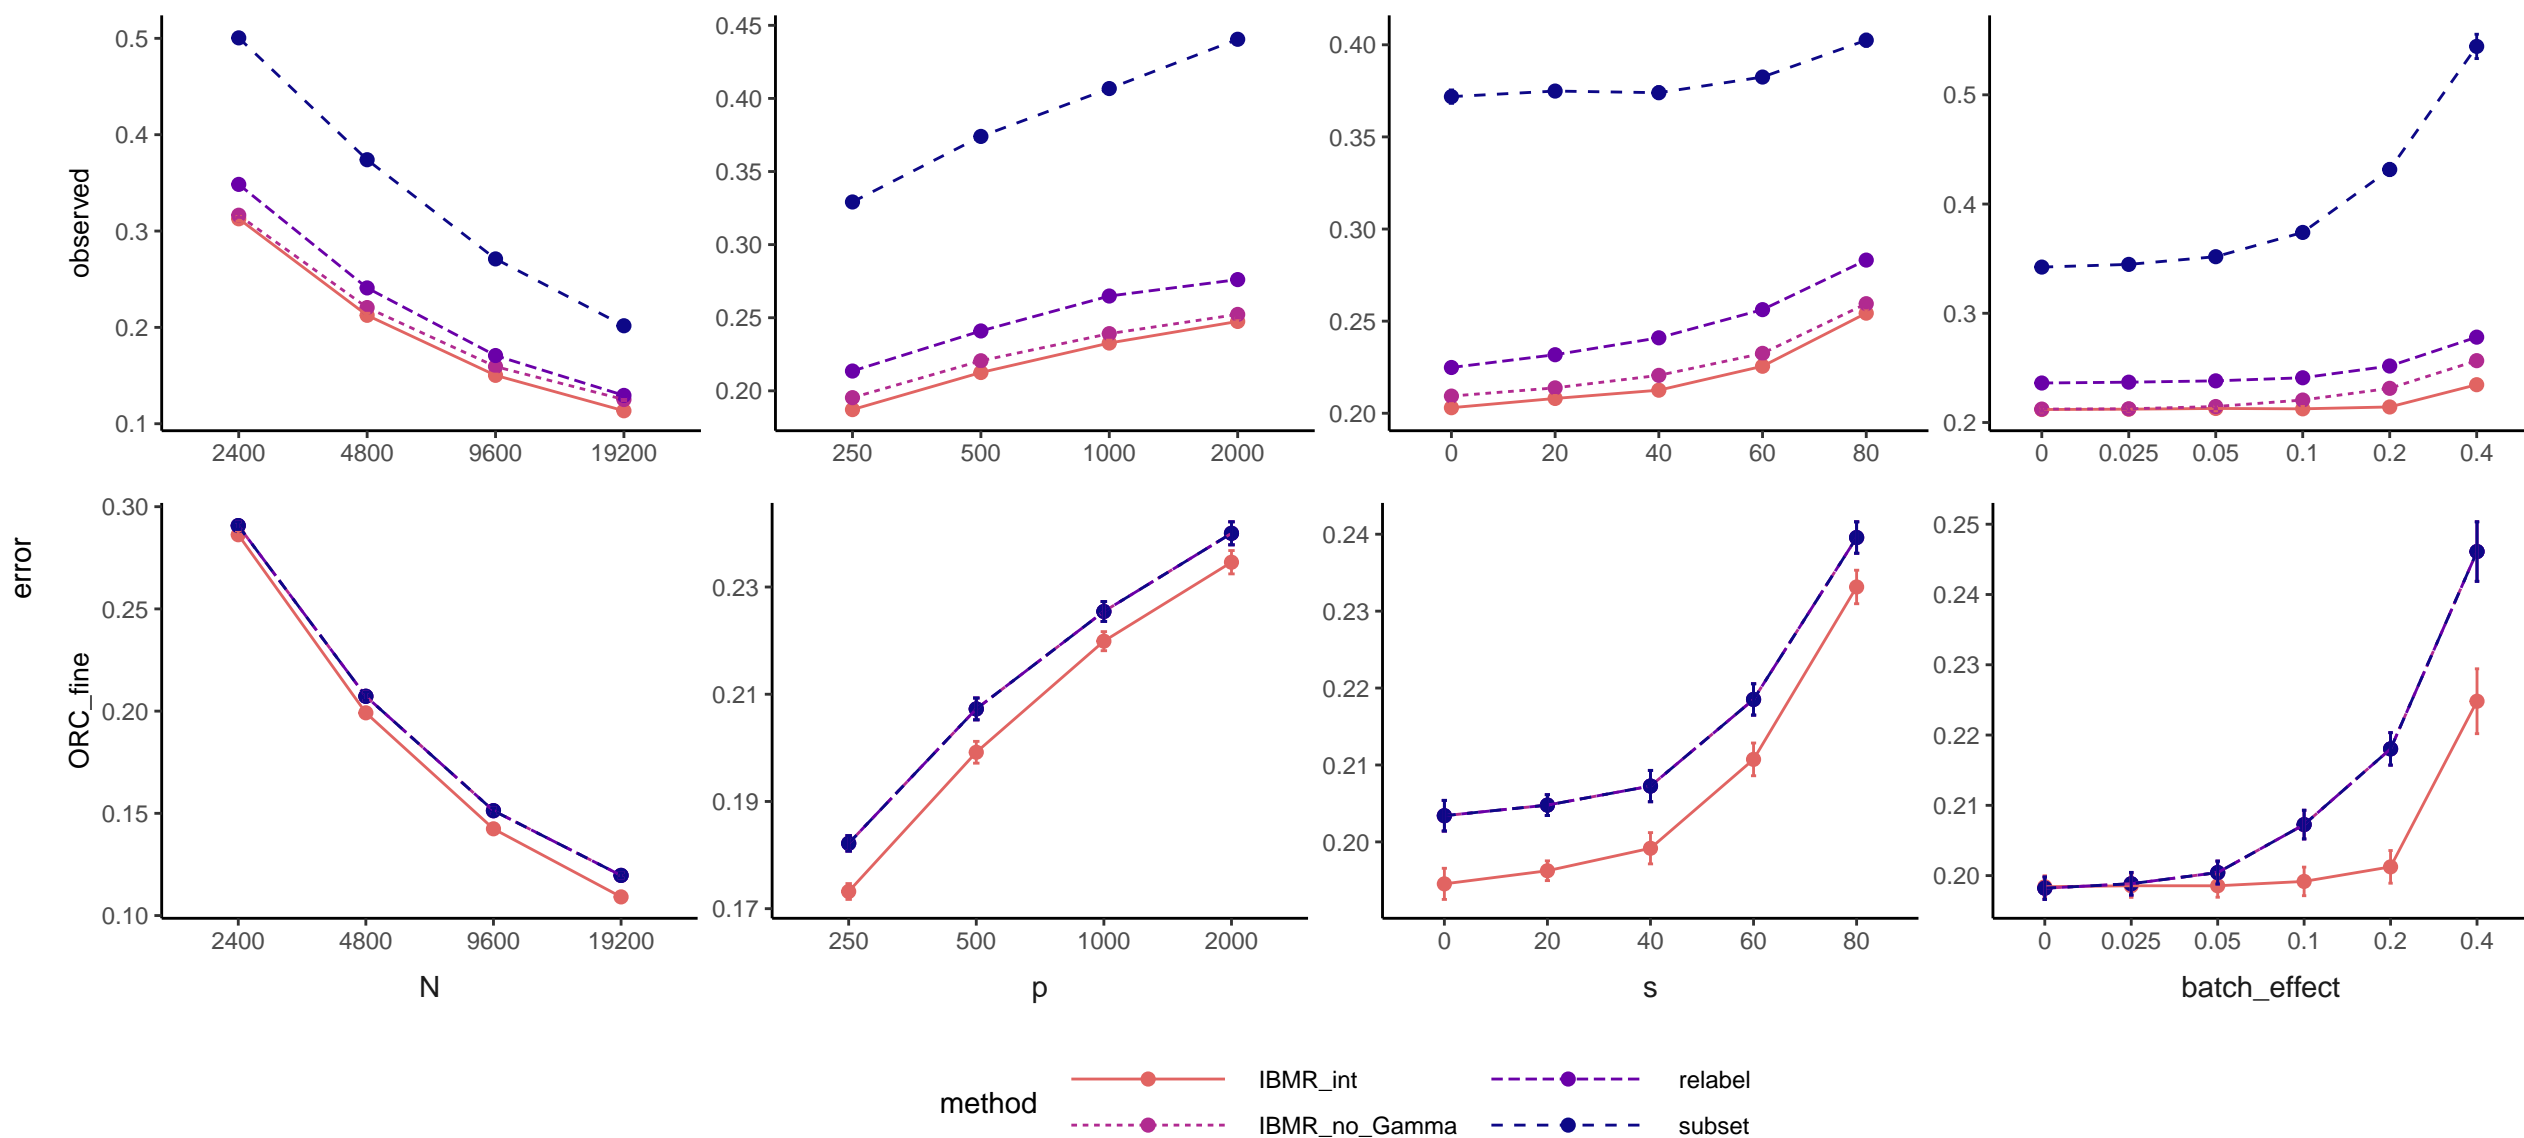 observed
0.5
0.4
0.3
0.2
0.1
2400 4800 9600 19200
0.45
0.40
0.35
0.30
0.25
0.20
250 500 1000 2000
0.40
0.35
0.30
0.25
0.20
0 20 40 60 80
0.5
0.4
0.3
0.2
0 0.025 0.05 0.1 0.2 0.4
error
ORC_fine
0.30
0.25
0.20
0.15
0.10
2400 4800 9600 19200
N
0.23
0.21
0.19
0.17
250 500 1000 2000
p
0.24
0.23
0.22
0.21
0.20
0 20 40 60 80
s
0.25
0.24
0.23
0.22
0.21
0.20
0 0.025 0.05 0.1 0.2 0.4
batch_effect
method
IBMR_int
IBMR_no_Gamma
relabel
subset